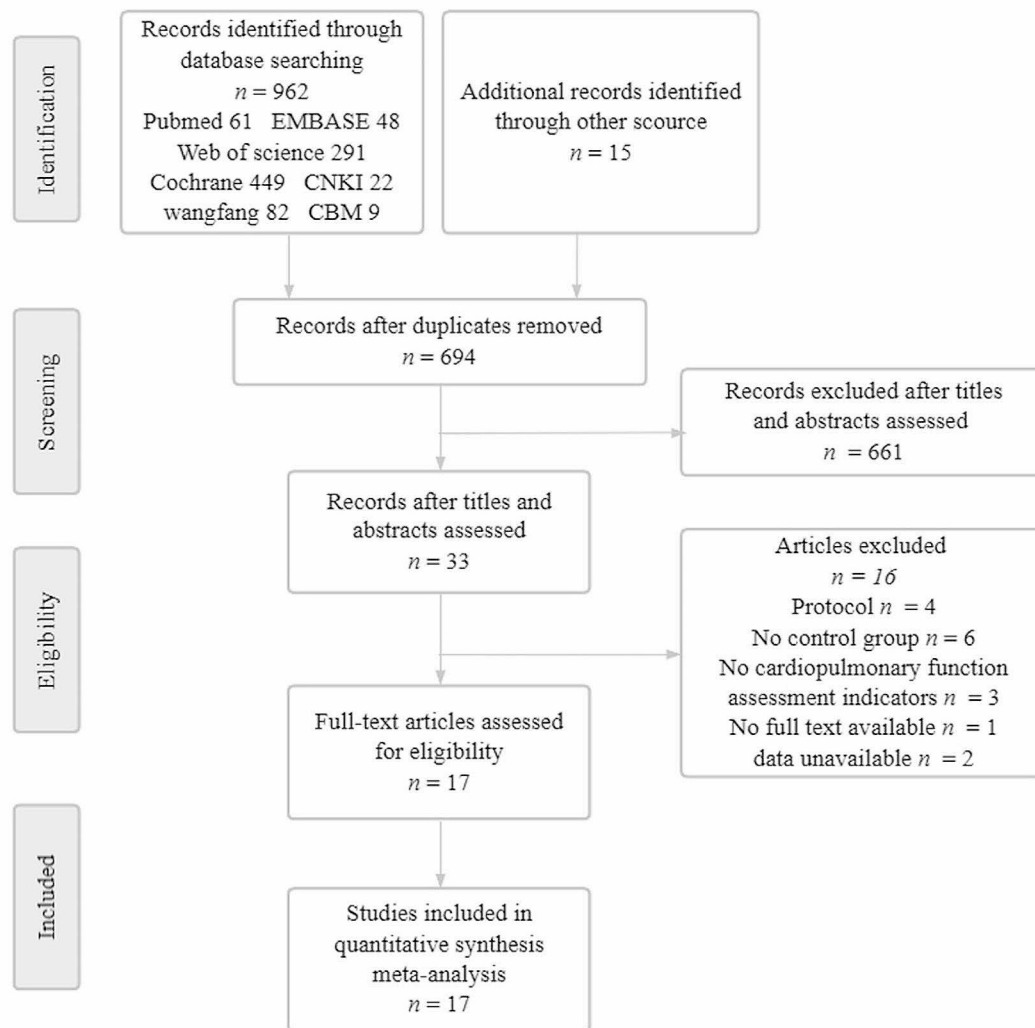 Identification
Records identified through
database searching
n = 962
Pubmed 61 EMBASE 48
Web of science 291
Cochrane 449 CNKI 22
wangfang 82 CBM 9
Additional records identified
through other scource
n = 15
Screening
Records after duplicates removed
n = 694
Records excluded after titles
and abstracts assessed
n = 661
Records after titles and
abstracts assessed
n = 33
Eligibility
Articles excluded
n = 16
Protocol n = 4
No control group n = 6
No cardiopulmonary function
assessment indicators n = 3
No full text available n = 1
data unavailable n = 2
Full-text articles assessed
for eligibility
n = 17
Included
Studies included in
quantitative synthesis
meta-analysis
n = 17